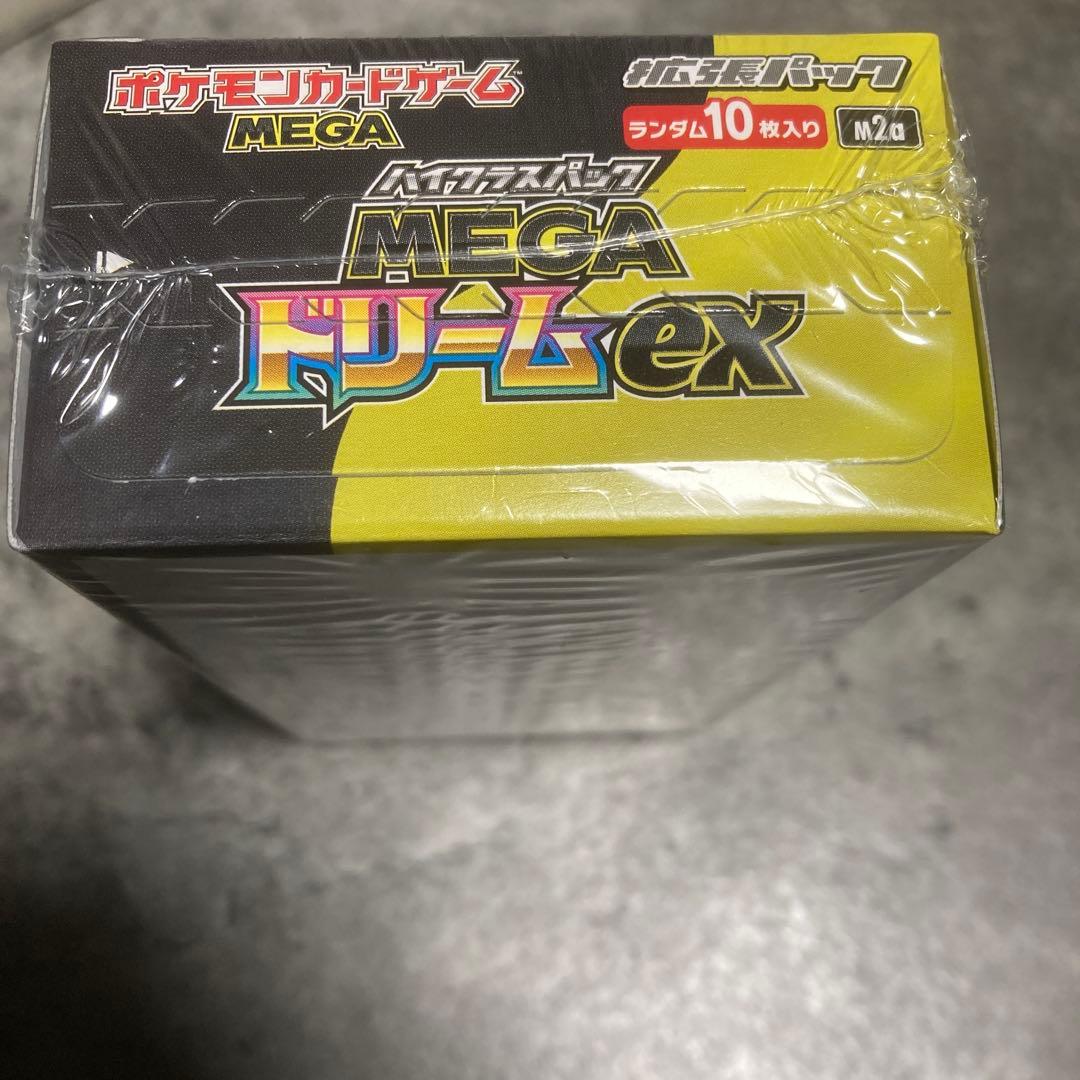 ポケモンカードゲーム™
MEGA
拡張パック
ランダム10枚入り M2a
ハイクラスパック
MEGA
ドリームex